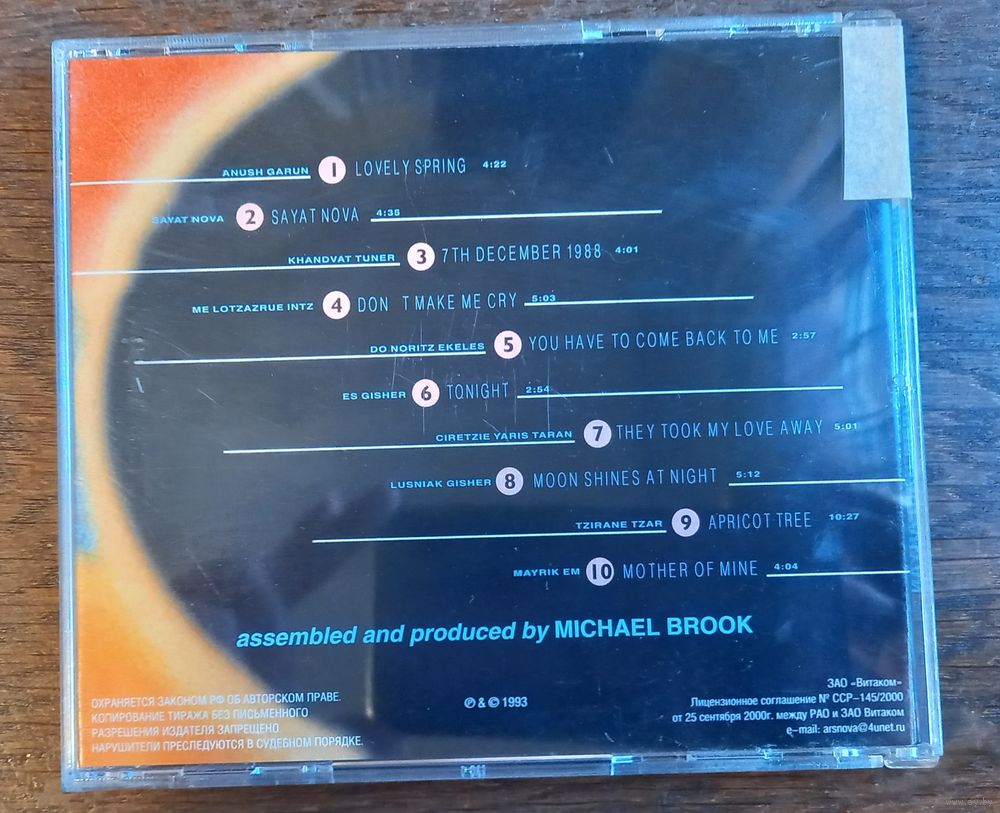 ANUSH GARUN 1 LOVELY SPRING 4:22
SAYAT NOVA 2 SAYAT NOVA 4:35
KHANDVAT TUNER 3 7TH DECEMBER 1988 4:01
ME LOTZAZRUE INTZ 4 DON T MAKE ME CRY 5:03
DO NORITZ EKELES 5 YOU HAVE TO COME BACK TO ME 2:57
ES GISHER 6 TONIGHT 2:54
CIRETZIE YARIS TARAN 7 THEY TOOK MY LOVE AWAY 5:01
LUSNIAK GISHER 8 MOON SHINES AT NIGHT 5:12
TZIRANE TZAR 9 APRICOT TREE 10:27
MAYRIK EM 10 MOTHER OF MINE 4:04
assembled and produced by MICHAEL BROOK
ОХРАНЯЕТСЯ ЗАКОНОМ РФ ОБ АВТОРСКОМ ПРАВЕ.
КОПИРОВАНИЕ ТИРАЖА БЕЗ ПИСЬМЕННОГО
РАЗРЕШЕНИЯ ИЗДАТЕЛЯ ЗАПРЕЩЕНО
НАРУШИТЕЛИ ПРЕСЛЕДУЮТСЯ В СУДЕБНОМ ПОРЯДКЕ.
℗ & © 1993
ЗАО «Витаком»
Лицензионное соглашение № ССР-145/2000
от 25 сентября 2000г. между РАО и ЗАО Витаком
e-mail: arsnova@4unet.ru
www.ay.by